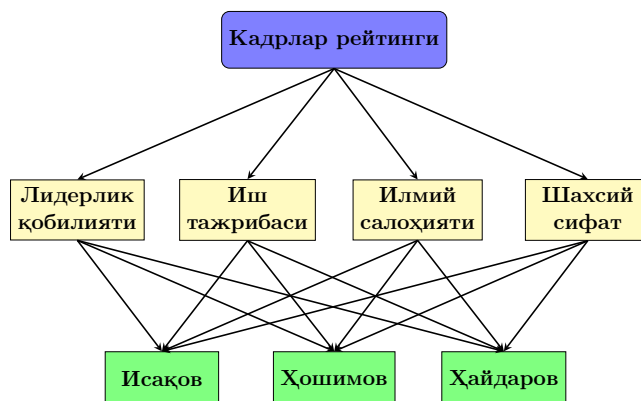 Кадрлар рейтинги
Лидерлик
қобилияти
Иш
тажрибаси
Илмий
салоҳияти
Шахсий
сифат
Исақов
Ҳошимов
Ҳайдаров